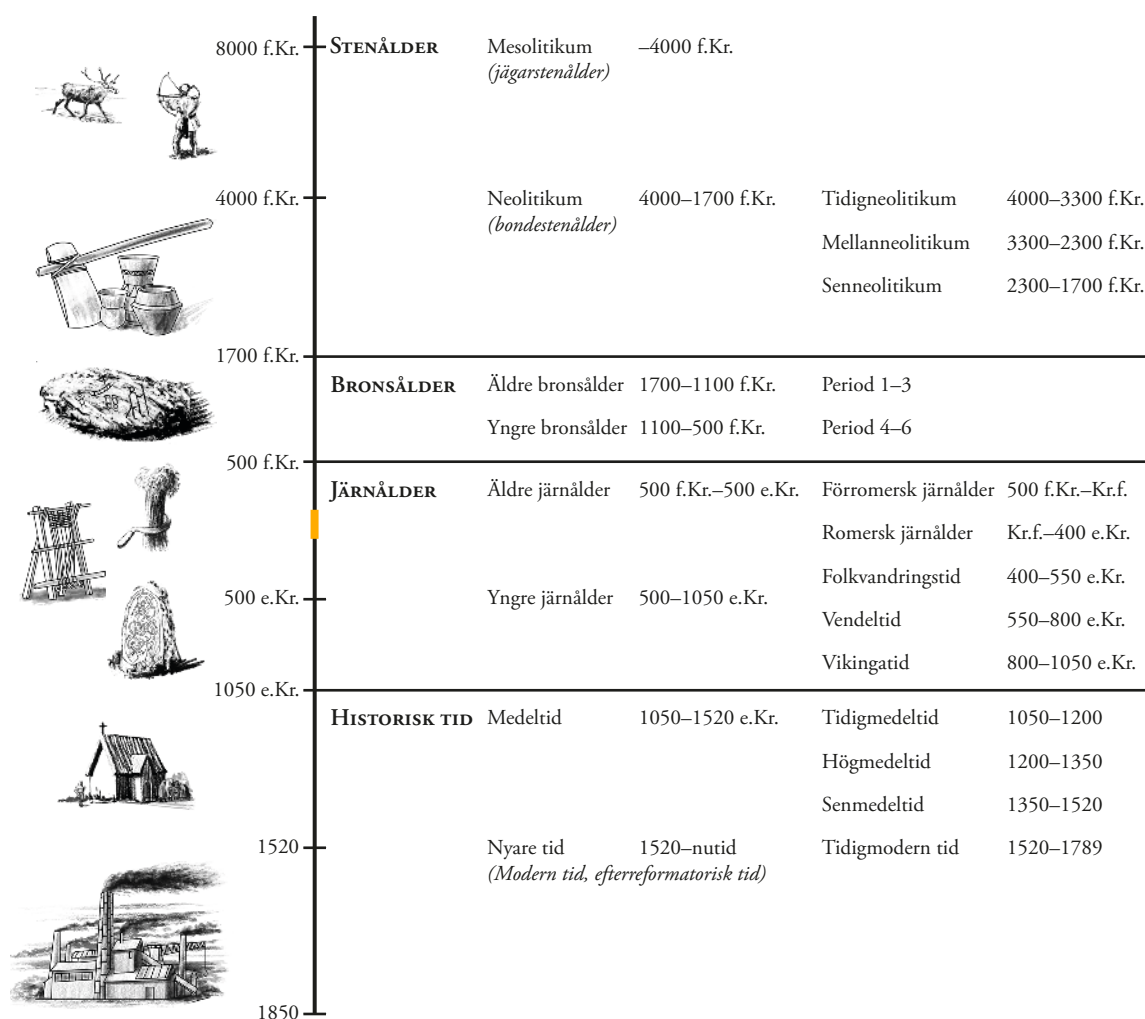 8000 f.Kr. STENÅLDER Mesolitikum –4000 f.Kr.
(jägarstenålder)
4000 f.Kr. Neolitikum 4000–1700 f.Kr. Tidigneolitikum 4000–3300 f.Kr.
(bondestenålder)
Mellanneolitikum 3300–2300 f.Kr.
Senneolitikum 2300–1700 f.Kr.
1700 f.Kr.
BRONSÅLDER Äldre bronsålder 1700–1100 f.Kr. Period 1–3
Yngre bronsålder 1100–500 f.Kr. Period 4–6
500 f.Kr.
JÄRNÅLDER Äldre järnålder 500 f.Kr.–500 e.Kr. Förromersk järnålder 500 f.Kr.–Kr.f.
Romersk järnålder Kr.f.–400 e.Kr.
Folkvandringstid 400–550 e.Kr.
500 e.Kr. Yngre järnålder 500–1050 e.Kr.
Vendeltid 550–800 e.Kr.
Vikingatid 800–1050 e.Kr.
1050 e.Kr.
HISTORISK TID Medeltid 1050–1520 e.Kr. Tidigmedeltid 1050–1200
Högmedeltid 1200–1350
Senmedeltid 1350–1520
1520 Nyare tid 1520–nutid Tidigmodern tid 1520–1789
(Modern tid, efterreformatorisk tid)
1850